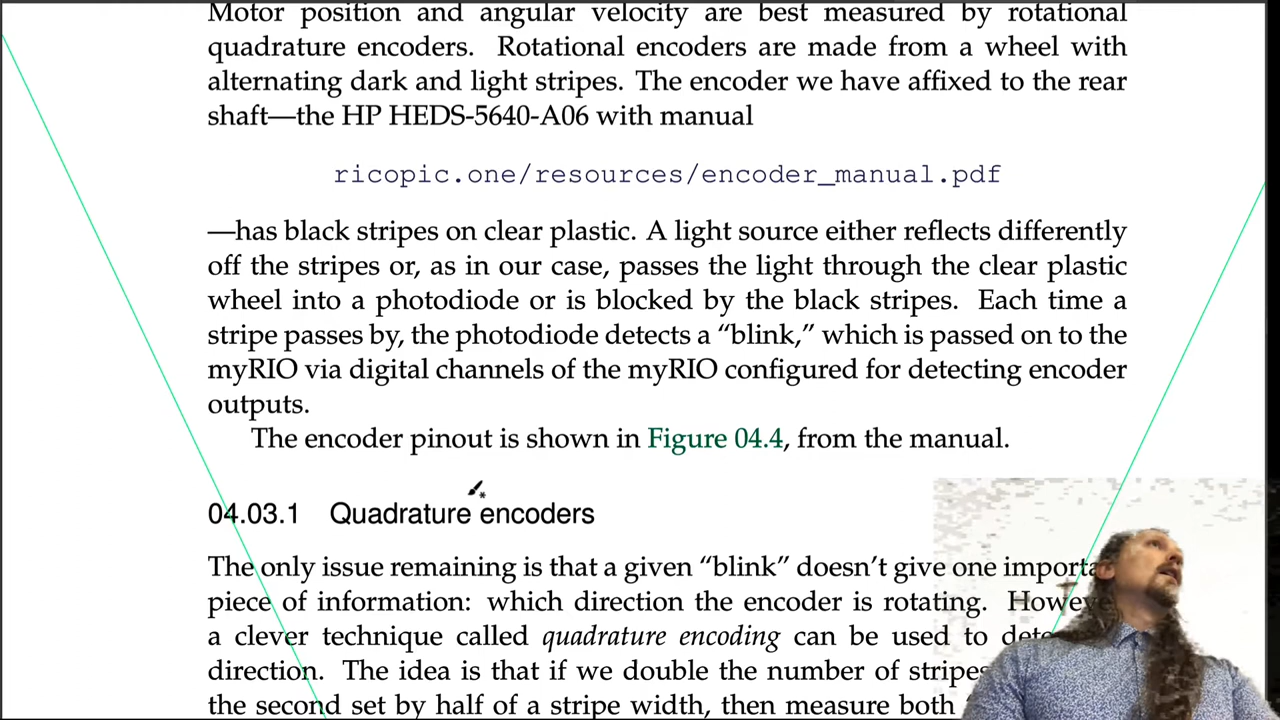 Motor position and angular velocity are best measured by rotational
quadrature encoders. Rotational encoders are made from a wheel with
alternating dark and light stripes. The encoder we have affixed to the rear
shaft—the HP HEDS-5640-A06 with manual
ricopic.one/resources/encoder_manual.pdf
—has black stripes on clear plastic. A light source either reflects differently
off the stripes or, as in our case, passes the light through the clear plastic
wheel into a photodiode or is blocked by the black stripes. Each time a
stripe passes by, the photodiode detects a “blink,” which is passed on to the
myRIO via digital channels of the myRIO configured for detecting encoder
outputs.
The encoder pinout is shown in Figure 04.4, from the manual.
04.03.1 Quadrature encoders
The only issue remaining is that a given “blink” doesn’t give one
piece of information: which direction the encoder is rotating.
a clever technique called quadrature encoding can be used to
direction. The idea is that if we double the number of stripes
the second set by half of a stripe width, then measure both